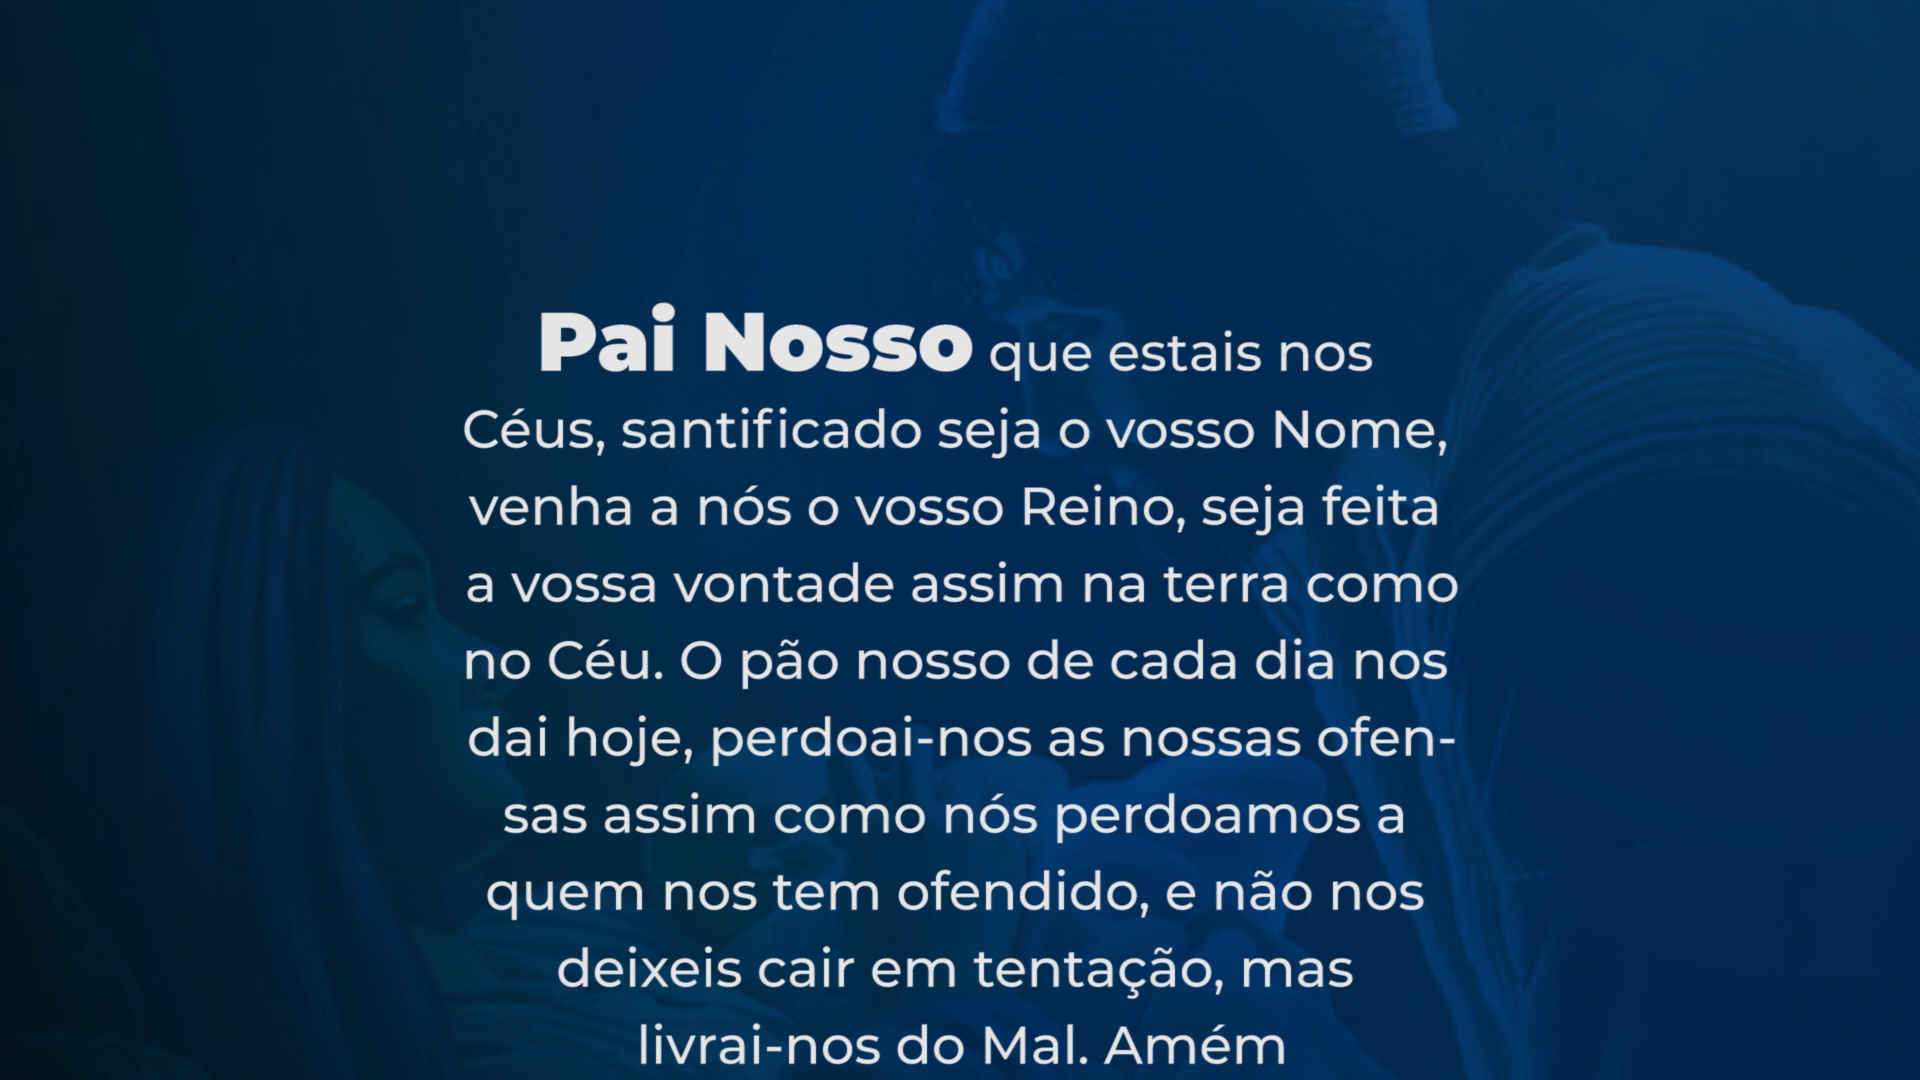 Pai Nosso que estais nos
Céus, santificado seja o vosso Nome,
venha a nós o vosso Reino, seja feita
a vossa vontade assim na terra como
no Céu. O pão nosso de cada dia nos
dai hoje, perdoai-nos as nossas ofen-
sas assim como nós perdoamos a
quem nos tem ofendido, e não nos
deixeis cair em tentação, mas
livrai-nos do Mal. Amém